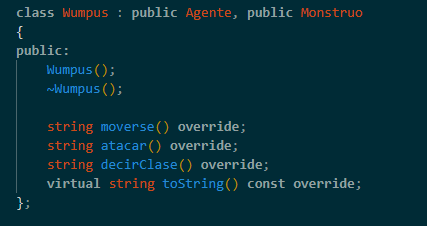 class Wumpus : public Agente, public Monstruo
{
public:
    Wumpus();
    ~Wumpus();

    string moverse() override;
    string atacar() override;
    string decirClase() override;
    virtual string toString() const override;
};